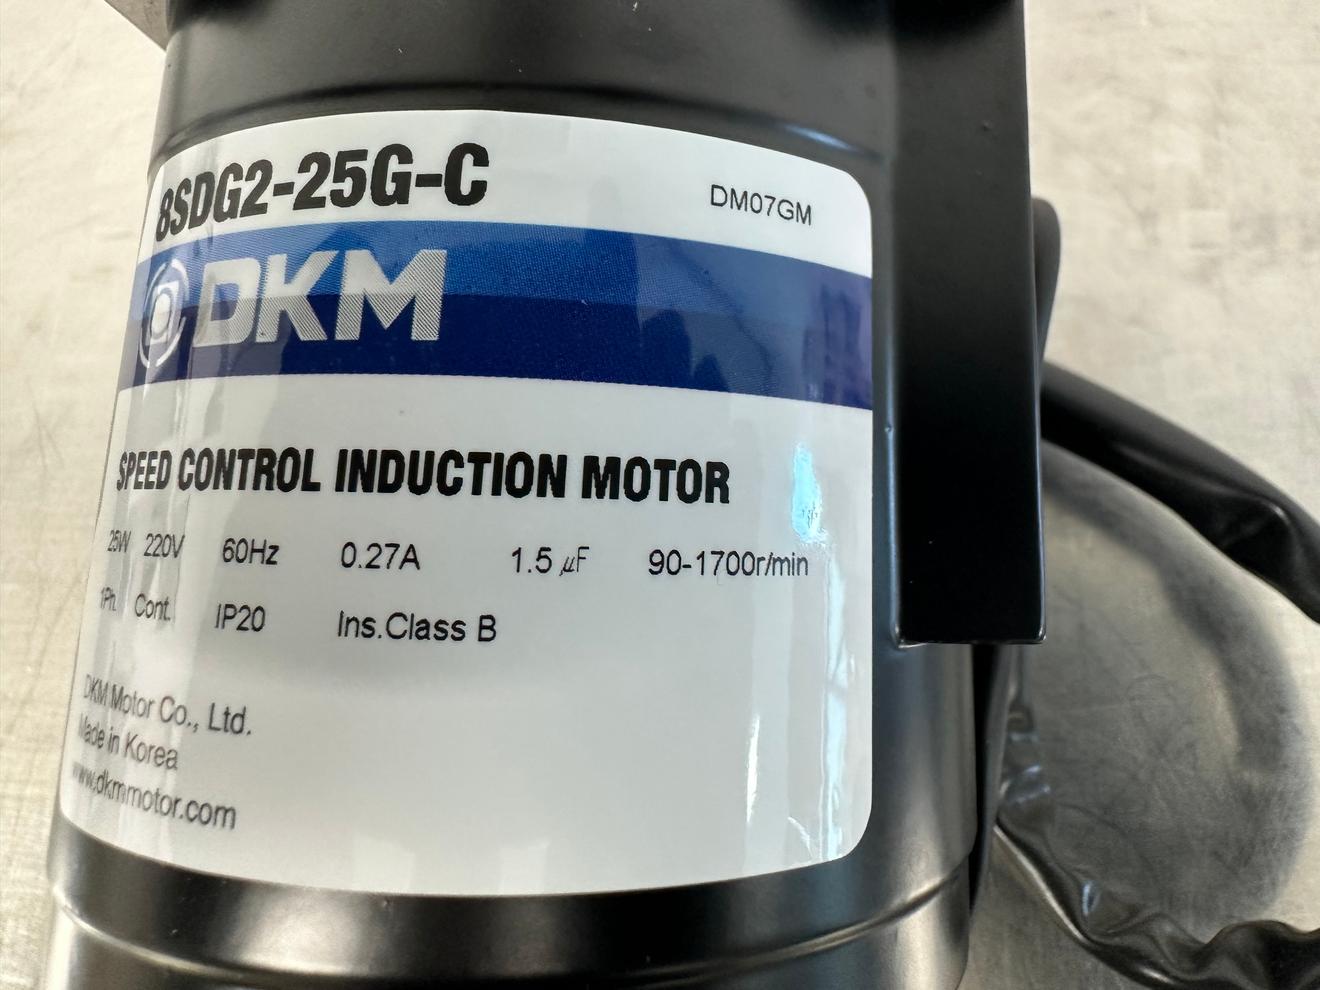 8SDG2-25G-C
DM07GM
DKM
SPEED CONTROL INDUCTION MOTOR
25W 220V 60Hz 0.27A 1.5 µF 90-1700r/min
1Ph. Cont. IP20 Ins.Class B
DKM Motor Co., Ltd.
Made in Korea
www.dkmmotor.com